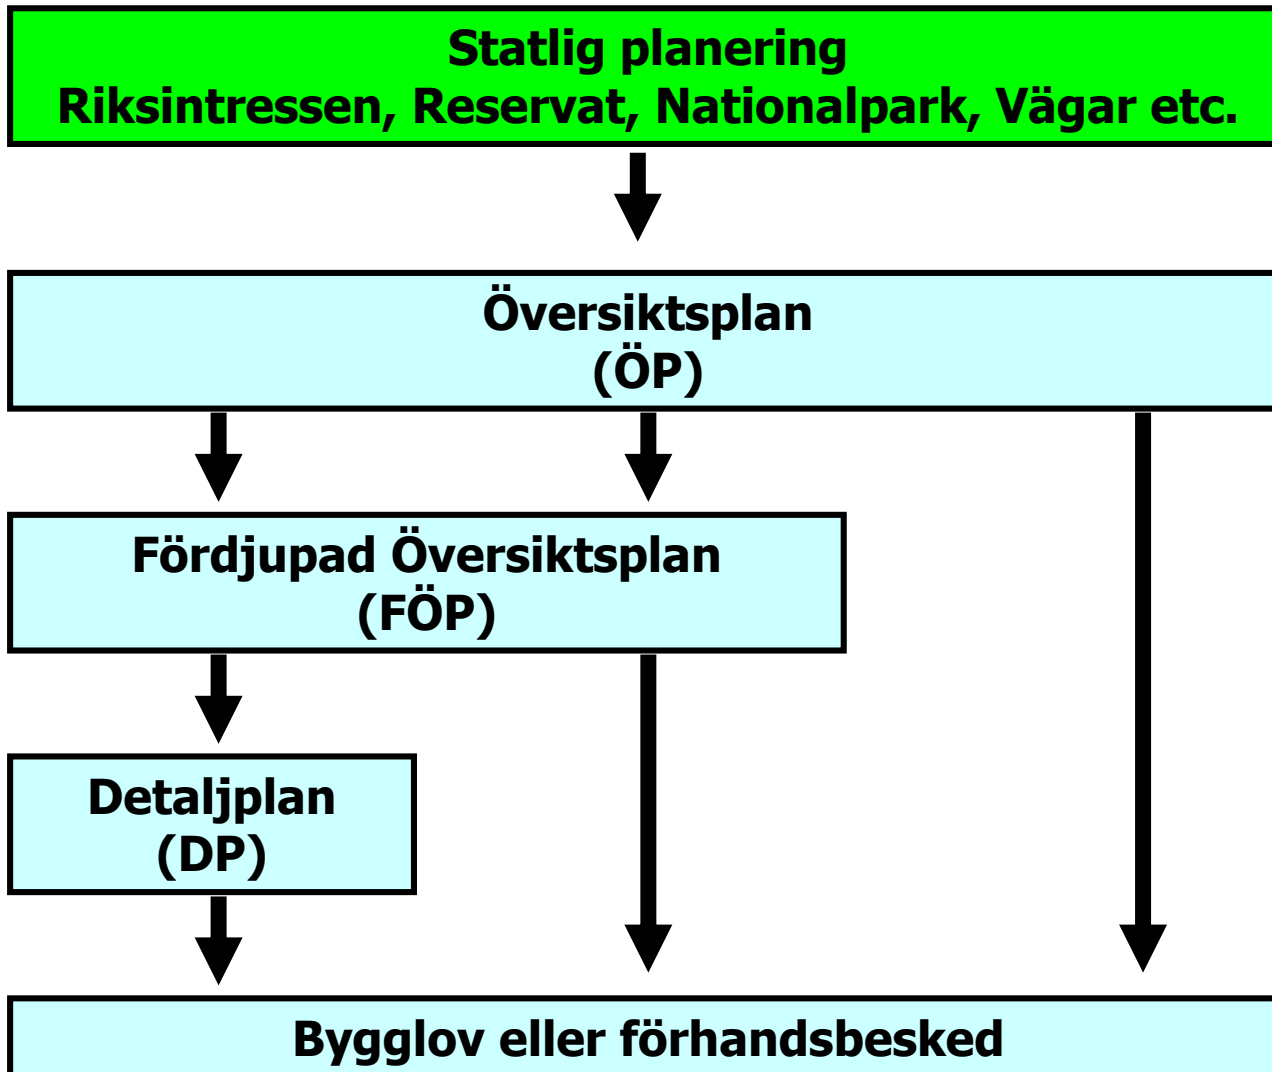 Statlig planering
Riksintressen, Reservat, Nationalpark, Vägar etc.
Översiktsplan
(ÖP)
Fördjupad Översiktsplan
(FÖP)
Detaljplan
(DP)
Bygglov eller förhandsbesked